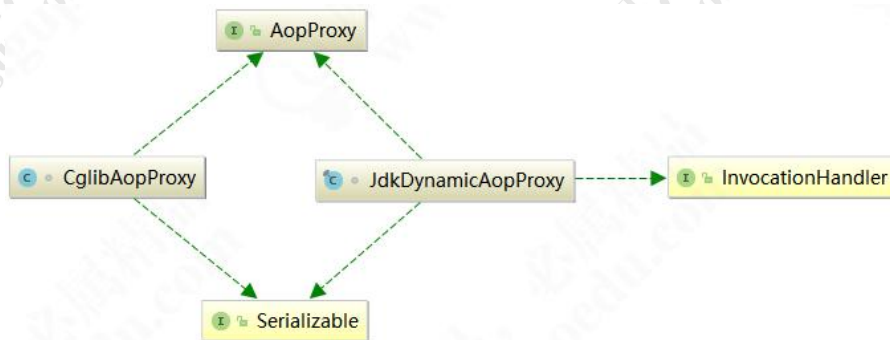 AopProxy
CglibAopProxy
JdkDynamicAopProxy
InvocationHandler
Serializable